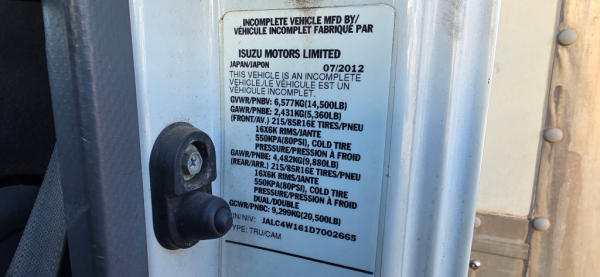 INCOMPLETE VEHICLE MFD BY/
VÉHICULE INCOMPLET FABRIQUÉ PAR
ISUZU MOTORS LIMITED
JAPAN/JAPON 07/2012
THIS VEHICLE IS AN INCOMPLETE
VEHICLE/LE VÉHICULE EST UN
VÉHICULE INCOMPLET.
GVWR/PNBV: 6,577KG(14,500LB)
GAWR/PNBE: 2,431KG(5,360LB)
(FRONT/AV.) 215/85R16E TIRES/PNEU
16X6K RIMS/JANTE
550KPA(80PSI), COLD TIRE
PRESSURE/PRESSION À FROID
GAWR/PNBE: 4,482KG(9,880LB)
(REAR/ARR.) 215/85R16E TIRES/PNEU
16X6K RIMS/JANTE
550KPA(80PSI), COLD TIRE
PRESSURE/PRESSION À FROID
DUAL/DOUBLE
GCWR/PNBC: 9,299KG(20,500LB)
IN/NIV: JALC4W161D7002665
TYPE: TRU/CAM